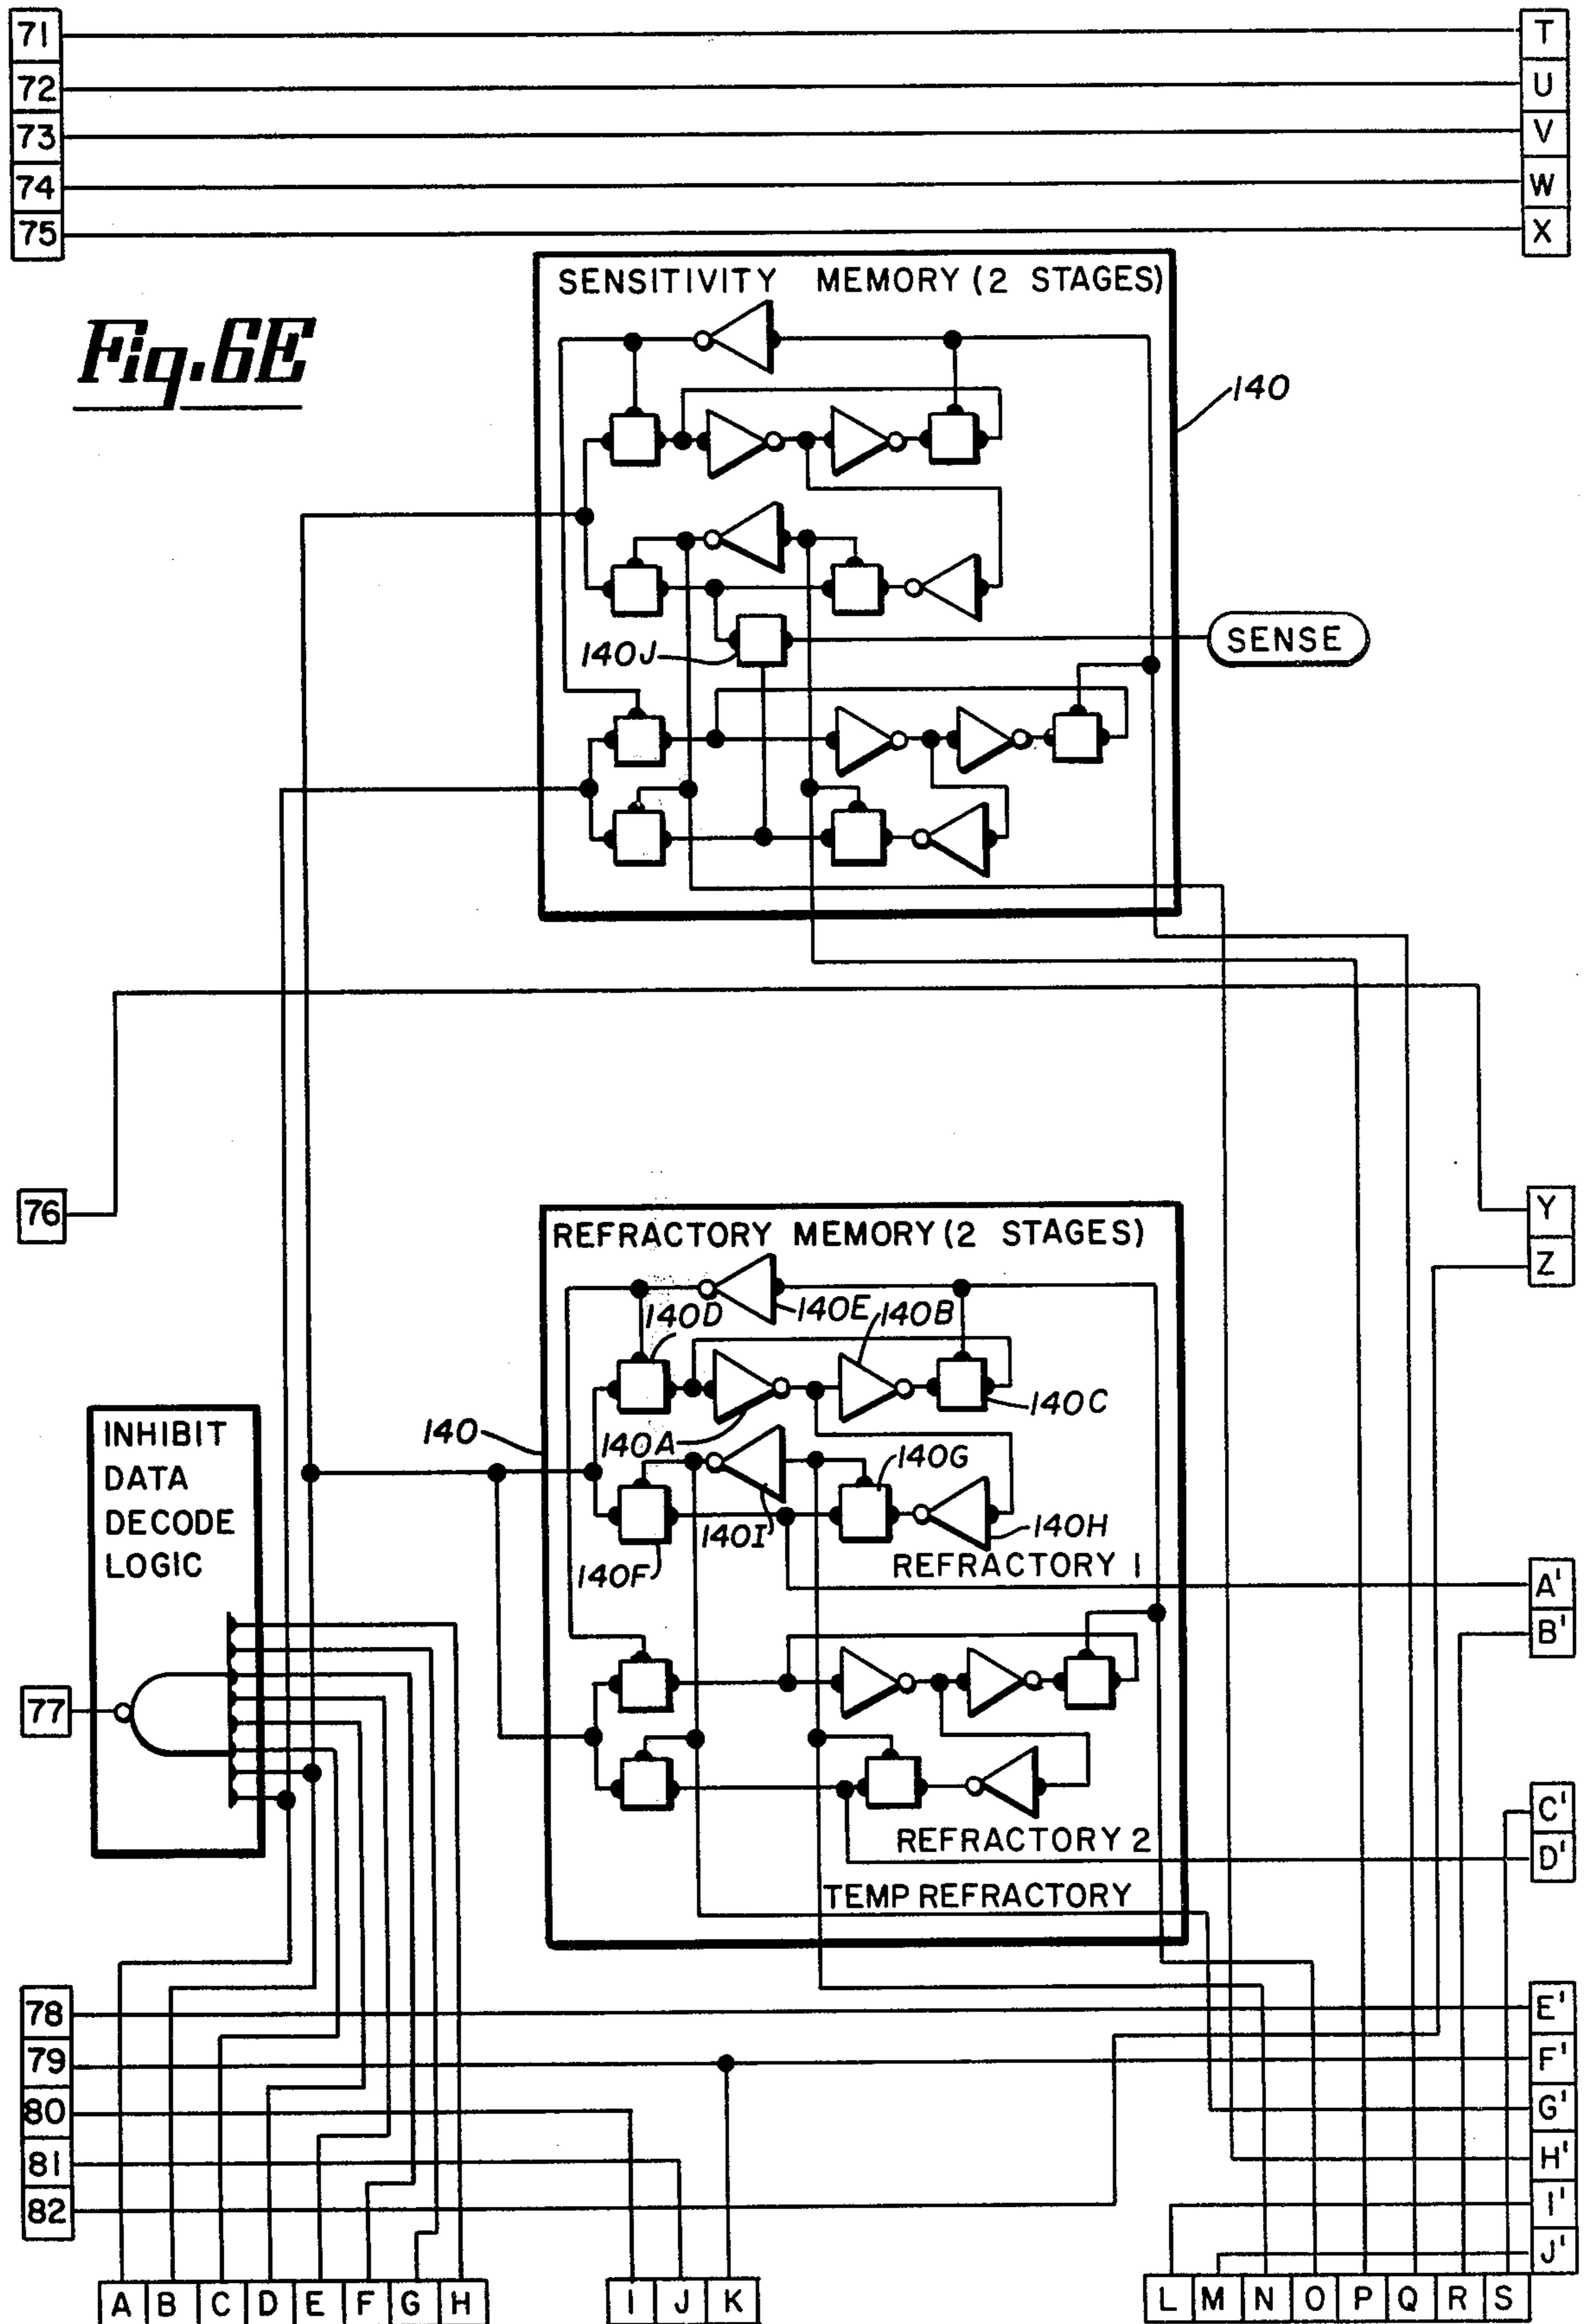 71 T
72 U
73 V
74 W
75 X
Fig. 6E
SENSITIVITY MEMORY (2 STAGES)
140
140J
SENSE
76
Y
Z
REFRACTORY MEMORY (2 STAGES)
140D
140E
140B
140C
140
140A
140G
140I
140H
140F
REFRACTORY 1
INHIBIT
DATA
DECODE
LOGIC
A'
B'
77
REFRACTORY 2
C'
D'
TEMP REFRACTORY
78 E'
79 F'
80 G'
81 H'
82 I'
J'
A B C D E F G H I J K L M N O P Q R S